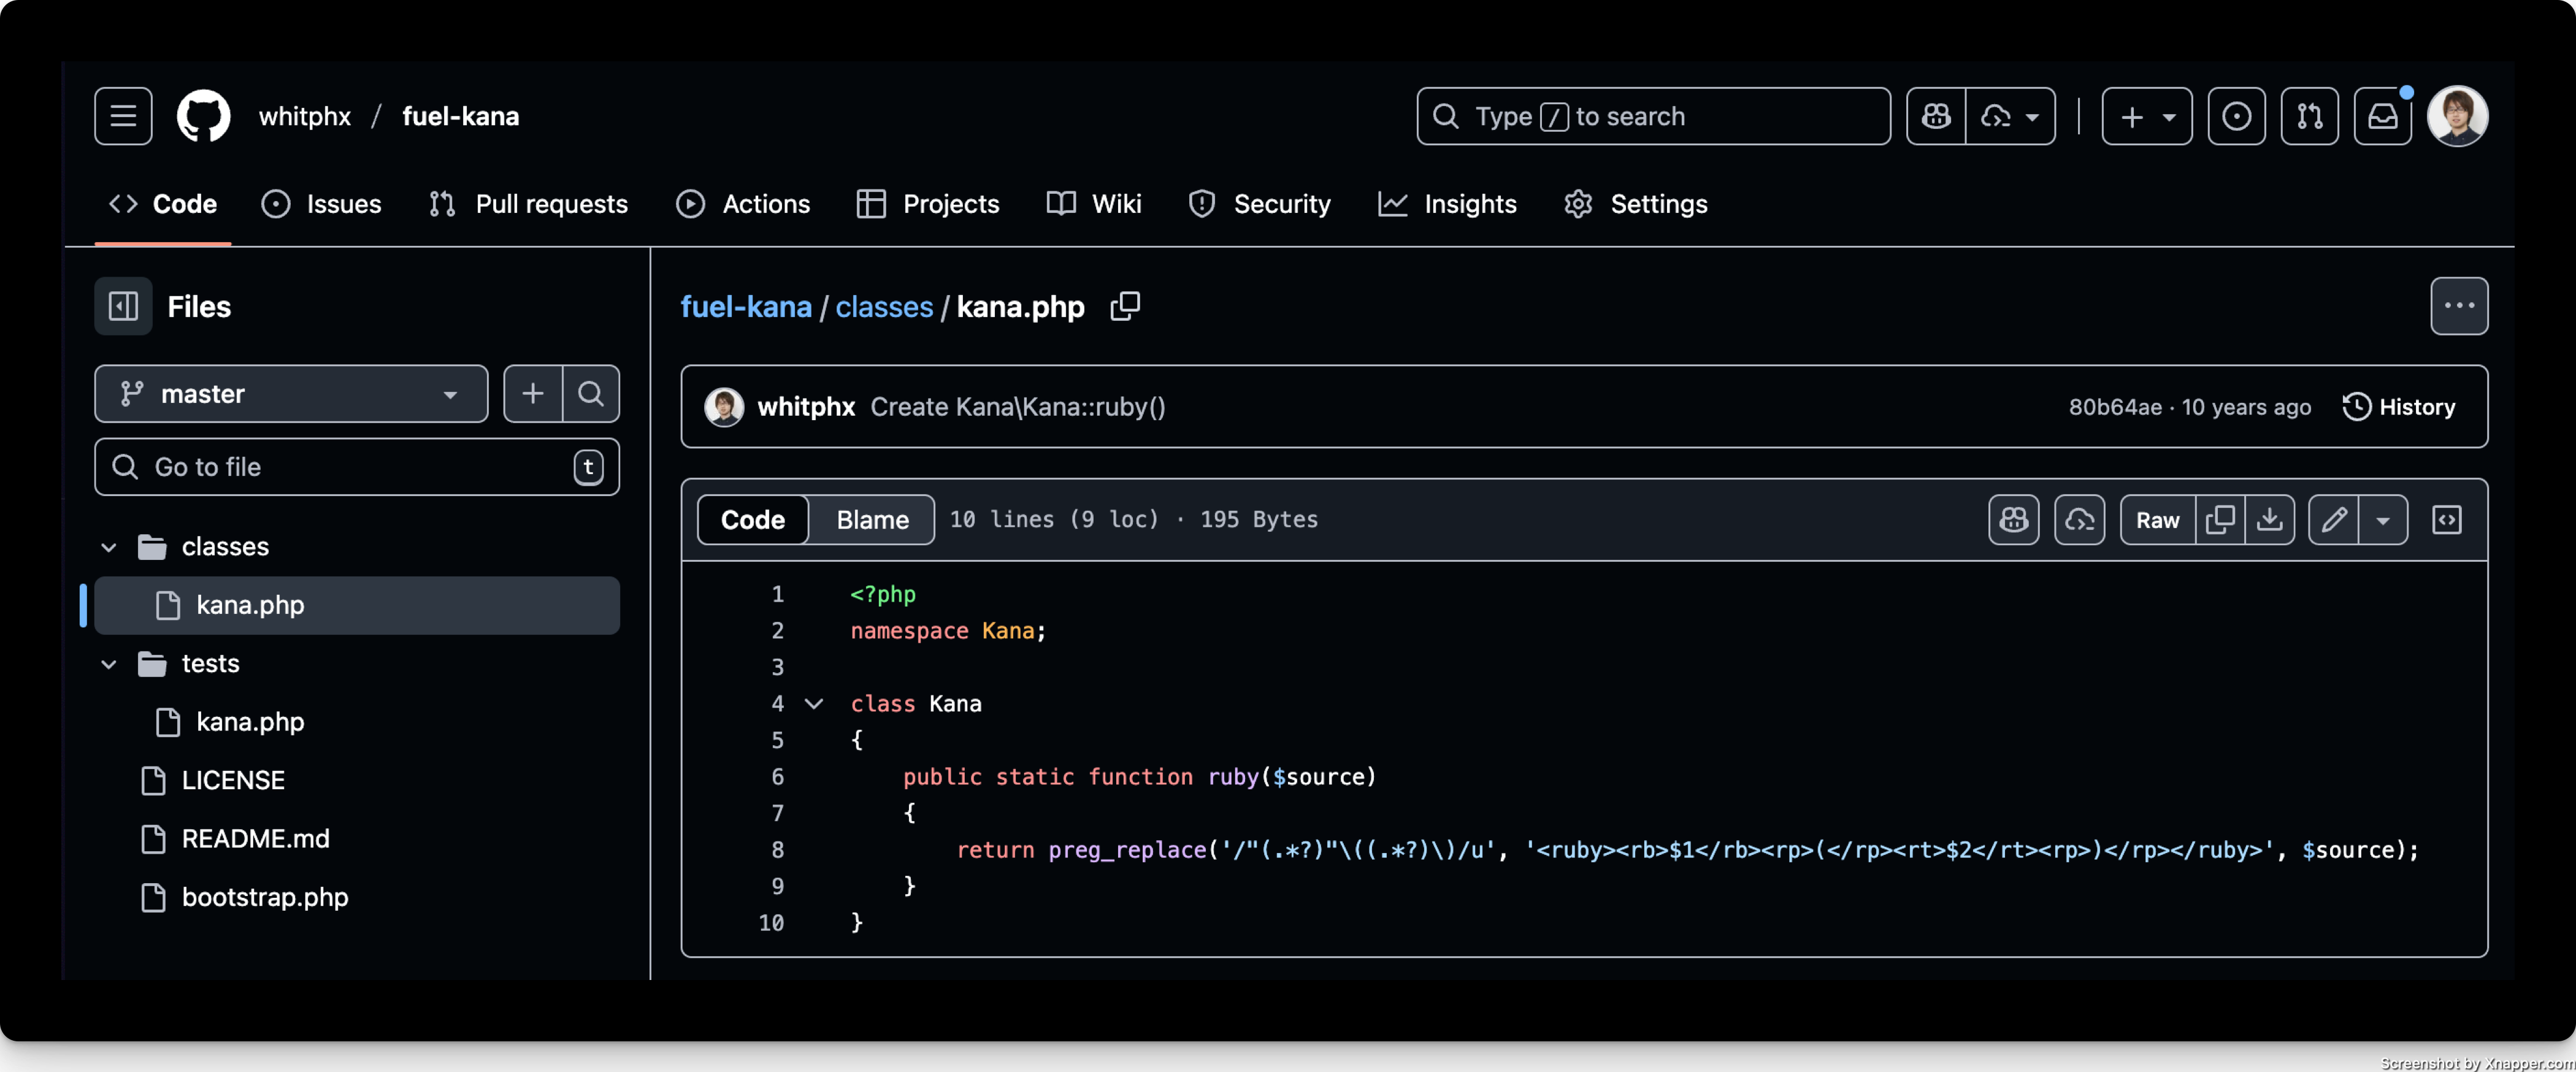 whitphx / fuel-kana
Type / to search
Code Issues Pull requests Actions Projects Wiki Security Insights Settings
Files
master
Go to file t
classes
kana.php
tests
kana.php
LICENSE
README.md
bootstrap.php
fuel-kana / classes / kana.php
whitphx Create Kana\Kana::ruby() 80b64ae · 10 years ago History
Code Blame 10 lines (9 loc) · 195 Bytes Raw
1 <?php
2 namespace Kana;
3
4 class Kana
5 {
6     public static function ruby($source)
7     {
8         return preg_replace('/"(.*?)"\((.*?)\)/u', '<ruby><rb>$1</rb><rp>(</rp><rt>$2</rt><rp>)</rp></ruby>', $source);
9     }
10 }
Screenshot by Xnapper.com